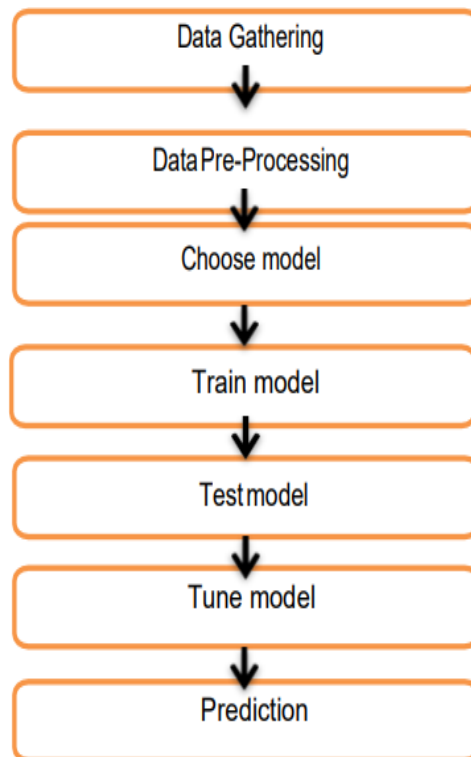 Data Gathering
Data Pre-Processing
Choose model
Train model
Test model
Tune model
Prediction